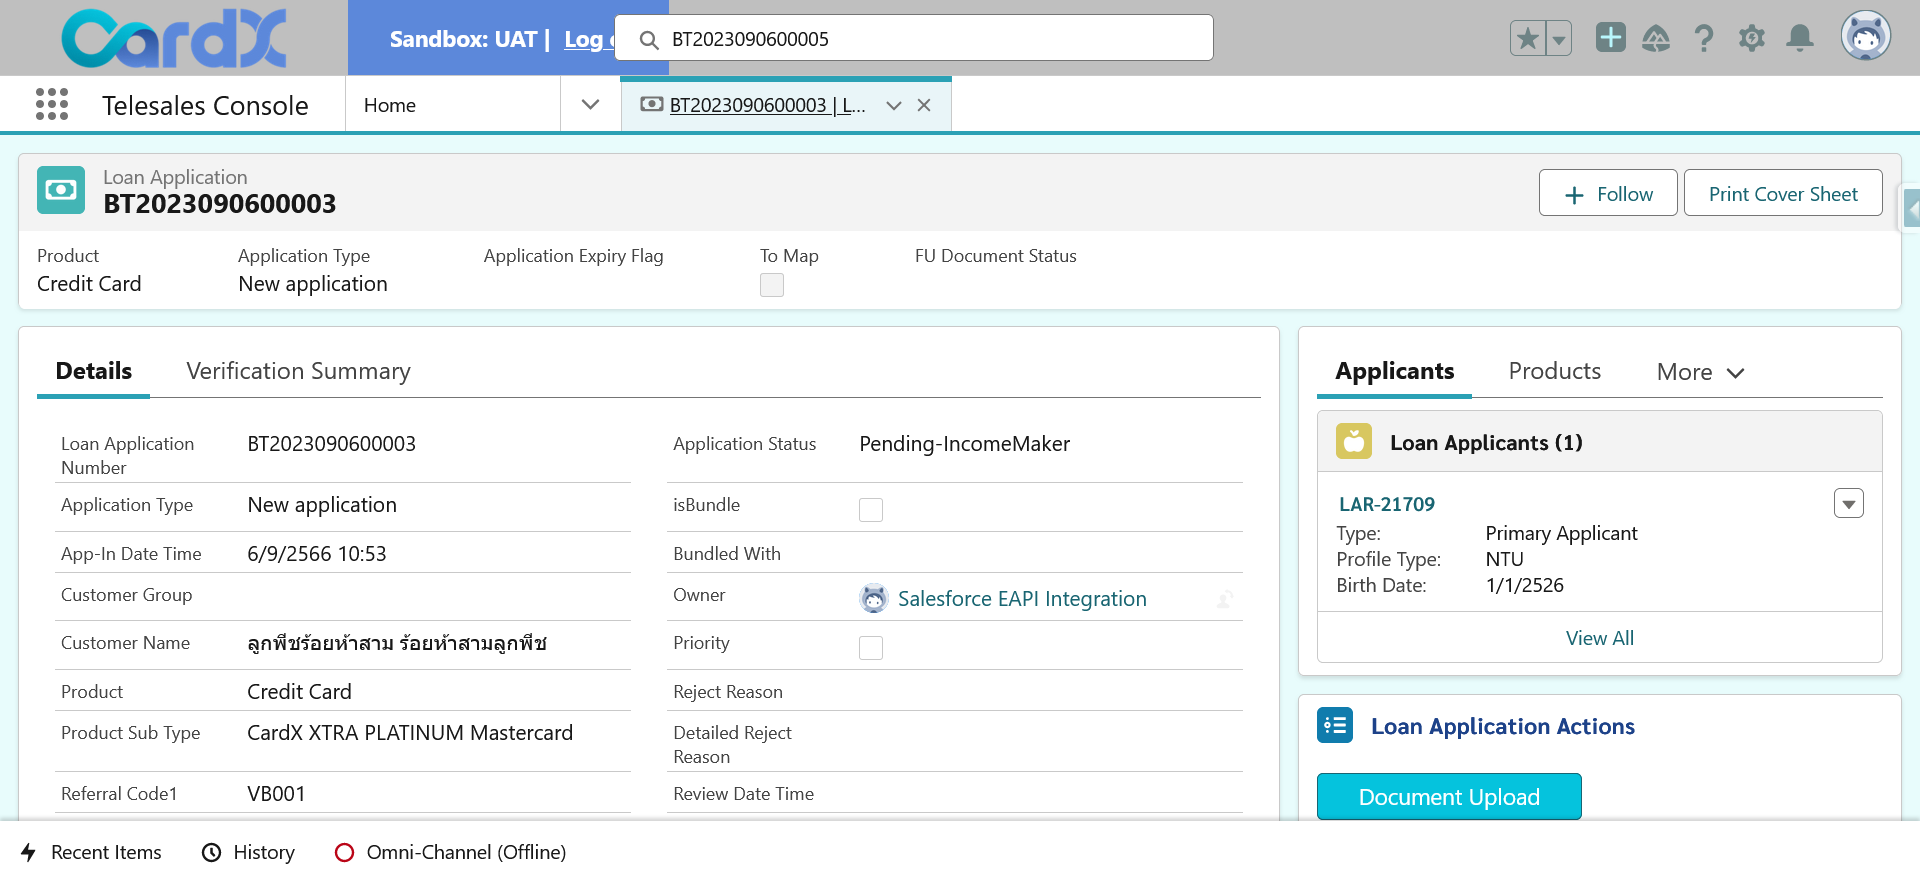 CardX
Sandbox: UAT | Log
BT2023090600005
Telesales Console
Home
BT2023090600003 | L...
Loan Application
BT2023090600003
Follow
Print Cover Sheet
Product
Application Type
Application Expiry Flag
To Map
FU Document Status
Credit Card
New application
Details
Verification Summary
Loan Application Number
BT2023090600003
Application Status
Pending-IncomeMaker
Application Type
New application
isBundle
App-In Date Time
6/9/2566 10:53
Bundled With
Customer Group
Owner
Salesforce EAPI Integration
Customer Name
ลูกพีชร้อยห้าสาม ร้อยห้าสามลูกพีช
Priority
Product
Credit Card
Reject Reason
Product Sub Type
CardX XTRA PLATINUM Mastercard
Detailed Reject Reason
Referral Code1
VB001
Review Date Time
Applicants
Products
More
Loan Applicants (1)
LAR-21709
Type:
Primary Applicant
Profile Type:
NTU
Birth Date:
1/1/2526
View All
Loan Application Actions
Document Upload
Recent Items
History
Omni-Channel (Offline)